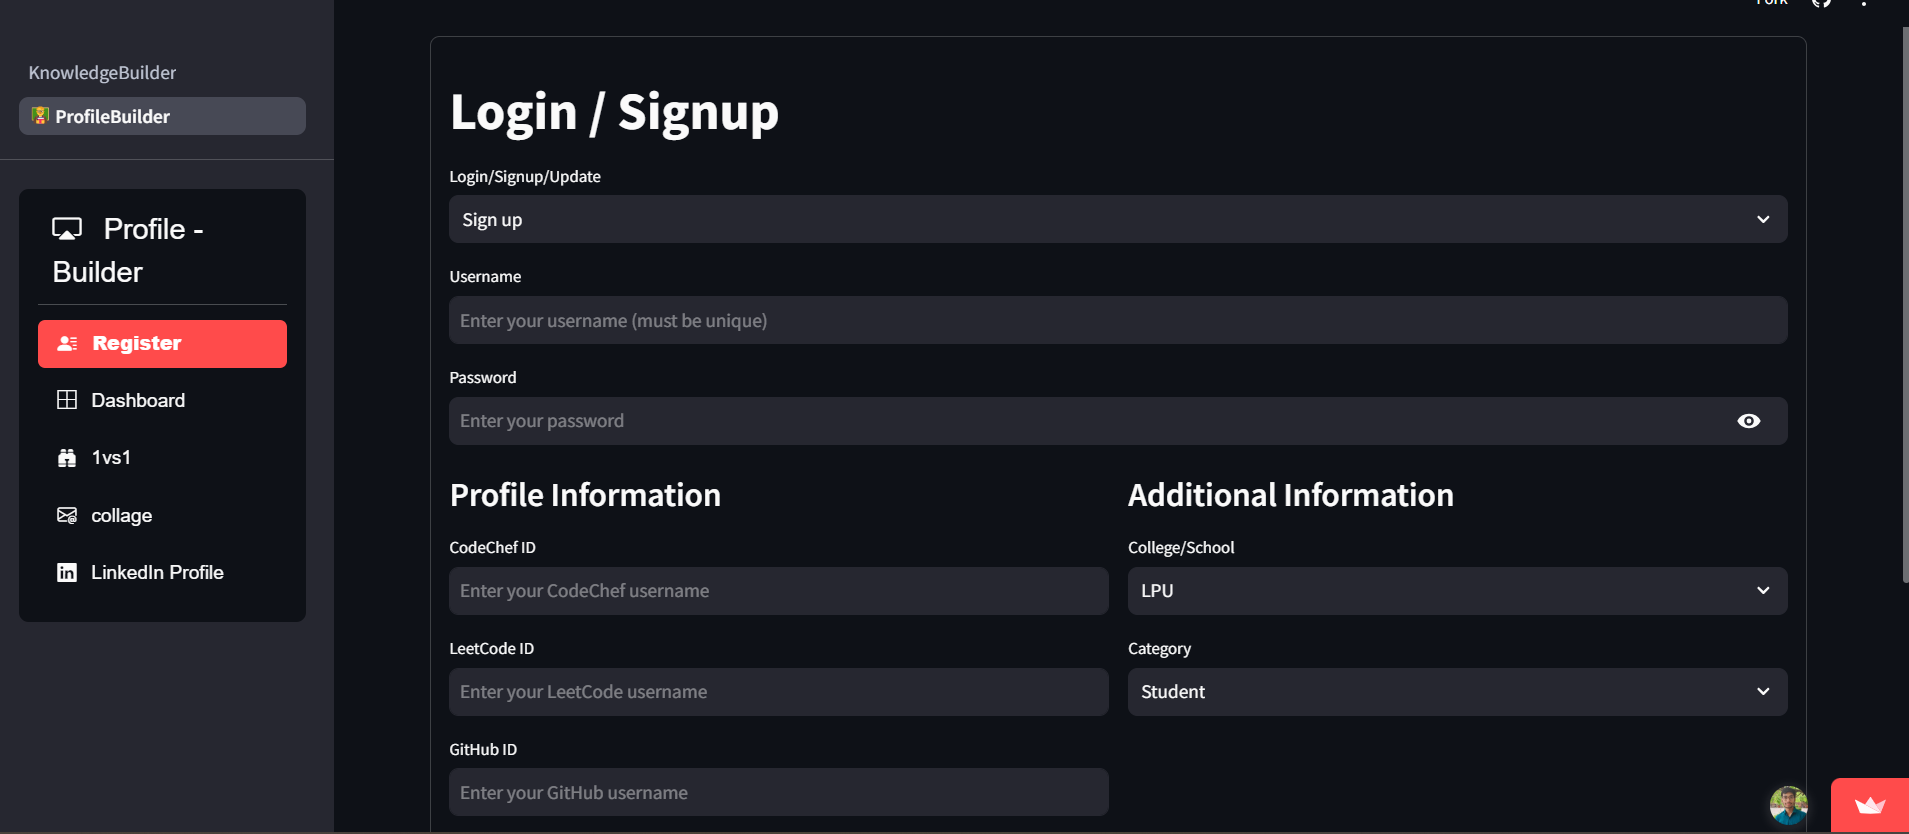 Fork
KnowledgeBuilder
ProfileBuilder
Profile -
Builder
Register
Dashboard
1vs1
collage
LinkedIn Profile
Login / Signup
Login/Signup/Update
Sign up
Username
Enter your username (must be unique)
Password
Enter your password
Profile Information
CodeChef ID
Enter your CodeChef username
LeetCode ID
Enter your LeetCode username
GitHub ID
Enter your GitHub username
Additional Information
College/School
LPU
Category
Student